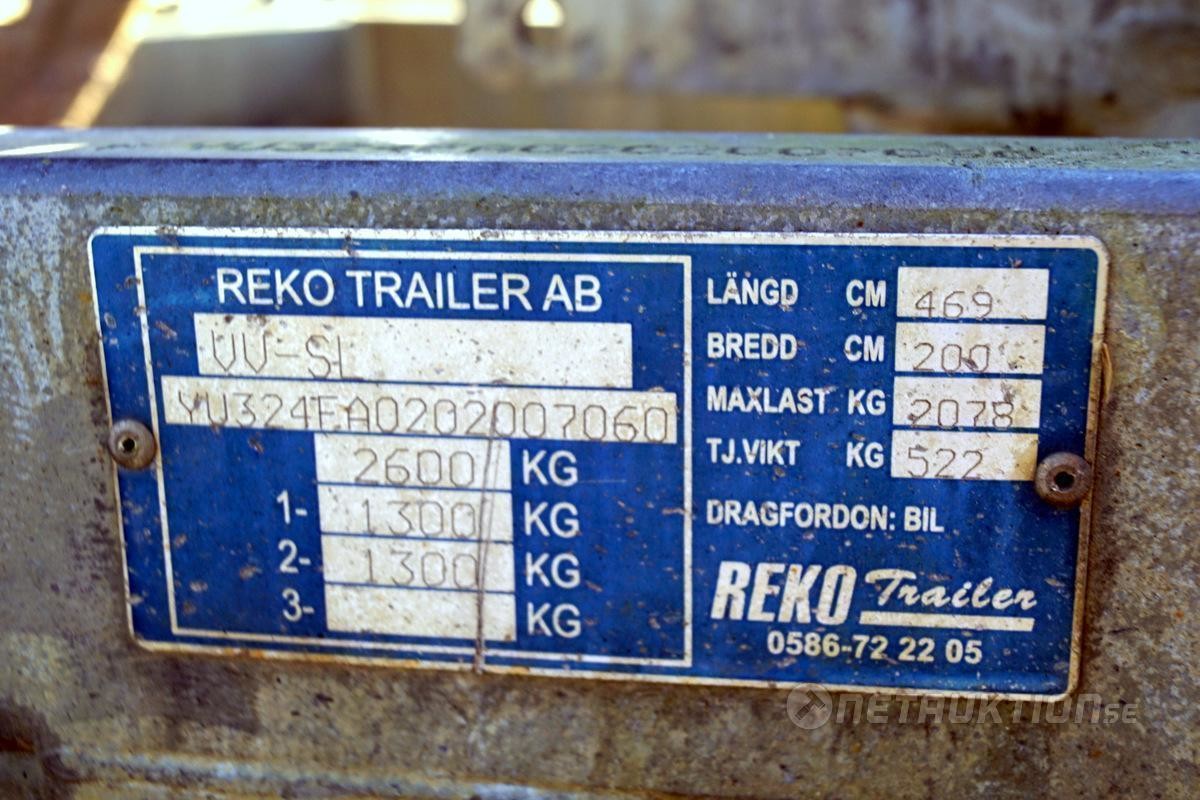 REKO TRAILER AB
VV-SL
YU324EA0202007060
2600 KG
1- 1300 KG
2- 1300 KG
3- KG
LÄNGD CM 469
BREDD CM 200
MAXLAST KG 2078
TJ.VIKT KG 522
DRAGFORDON: BIL
REKO Trailer
0586-72 22 05
NETAUKTION.SE